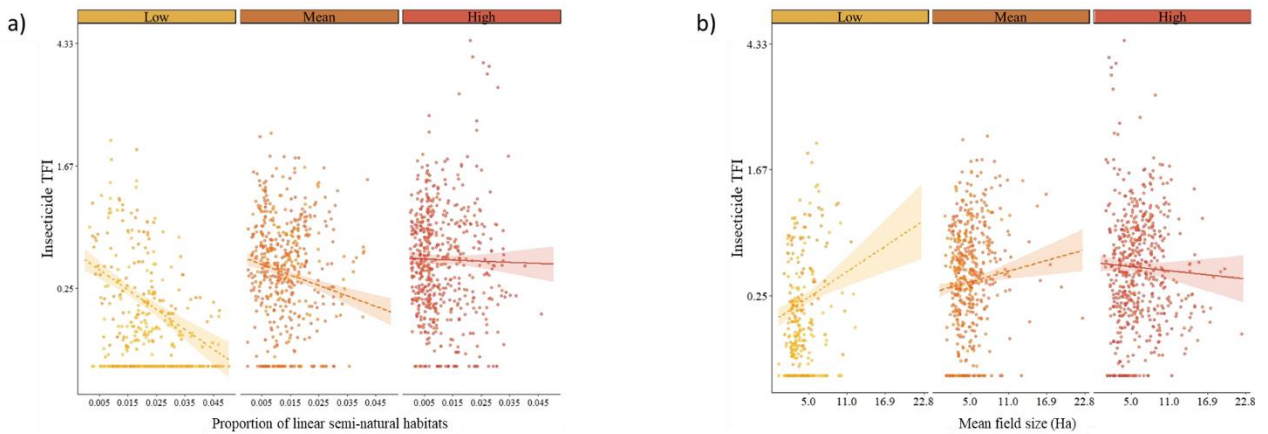 a)
Low Mean High
4.33
1.67
0.25
Insecticide TFI
0.005 0.015 0.025 0.035 0.045 0.005 0.015 0.025 0.035 0.045 0.005 0.015 0.025 0.035 0.045
Proportion of linear semi-natural habitats
b)
Low Mean High
4.33
1.67
0.25
Insecticide TFI
5.0 11.0 16.9 22.8 5.0 11.0 16.9 22.8 5.0 11.0 16.9 22.8
Mean field size (Ha)